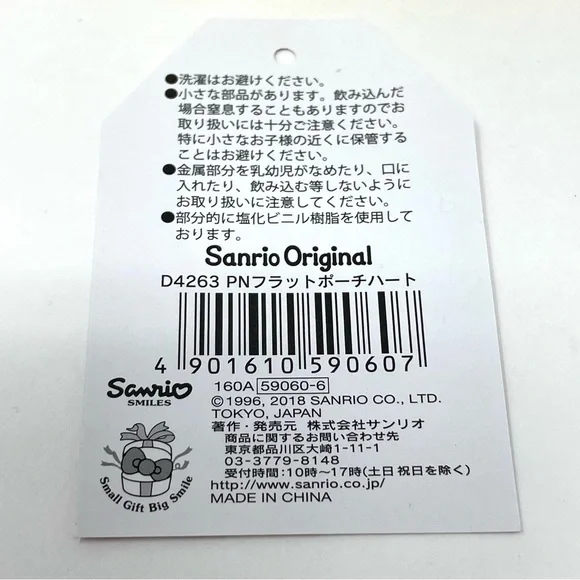 ●洗濯はお避けください。
●小さな部品があります。飲み込んだ
場合窒息することもありますのでお
取り扱いには十分ご注意ください。
特に小さなお子様の近くに保管する
ことはお避けください。
●金属部分を乳幼児がなめたり、口に
入れたり、飲み込む等しないように
お取り扱いに注意してください。
●部分的に塩化ビニル樹脂を使用して
おります。
Sanrio Original
D4263 PNフラットポーチハート
4 901610 590607
Sanrio
SMILES
160A 59060-6
©1996, 2018 SANRIO CO., LTD.
TOKYO, JAPAN
著作・発売元 株式会社サンリオ
商品に関するお問い合わせ先
東京都品川区大崎1-11-1
03-3779-8148
受付時間:10時〜17時(土日祝日を除く)
http://www.sanrio.co.jp/
MADE IN CHINA
Small Gift Big Smile